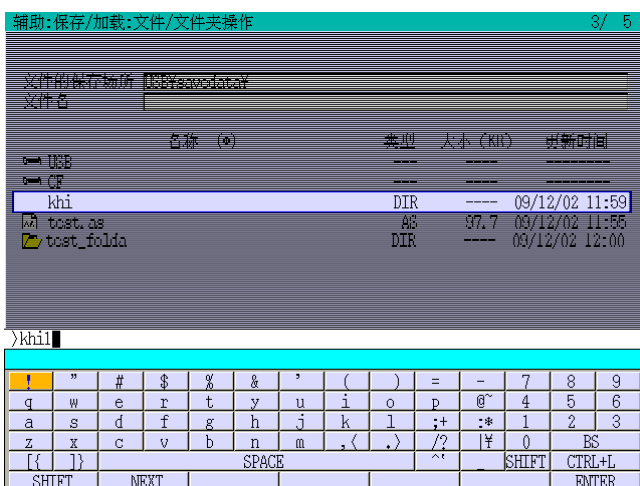 辅助:保存/加载:文件/文件夹操作 3/ 5
文件的保存场所 USB¥savedata¥
文件名
名称 (*) 类型 大小(KB) 更新时间
USB --- ---- --------
CF --- ---- --------
khi DIR ---- 09/12/02 11:59
test.as AS 97.7 09/12/02 11:55
test_folda DIR ---- 09/12/02 12:00
>khi1
! " # $ % & ' ( ) = - 7 8 9
q w e r t y u i o p @~ 4 5 6
a s d f g h j k l ;+ :* 1 2 3
z x c v b n m ,< .> /? |¥ 0 BS
[{ ]} SPACE ^' _ SHIFT CTRL+L
SHIFT NEXT ENTER